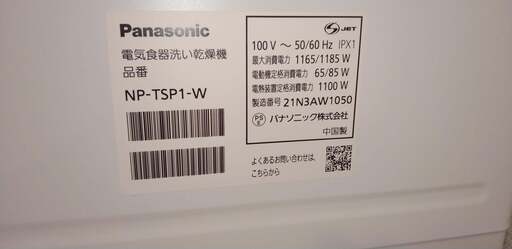 Panasonic
電気食器洗い乾燥機
品番
NP-TSP1-W
JET
100 V ~ 50/60 Hz IPX1
最大消費電力 1165/1185 W
電動機定格消費電力 65/85 W
電熱装置定格消費電力 1100 W
製造番号 21N3AW1050
PS E パナソニック株式会社
中国製
よくあるお問い合わせは、
こちらから